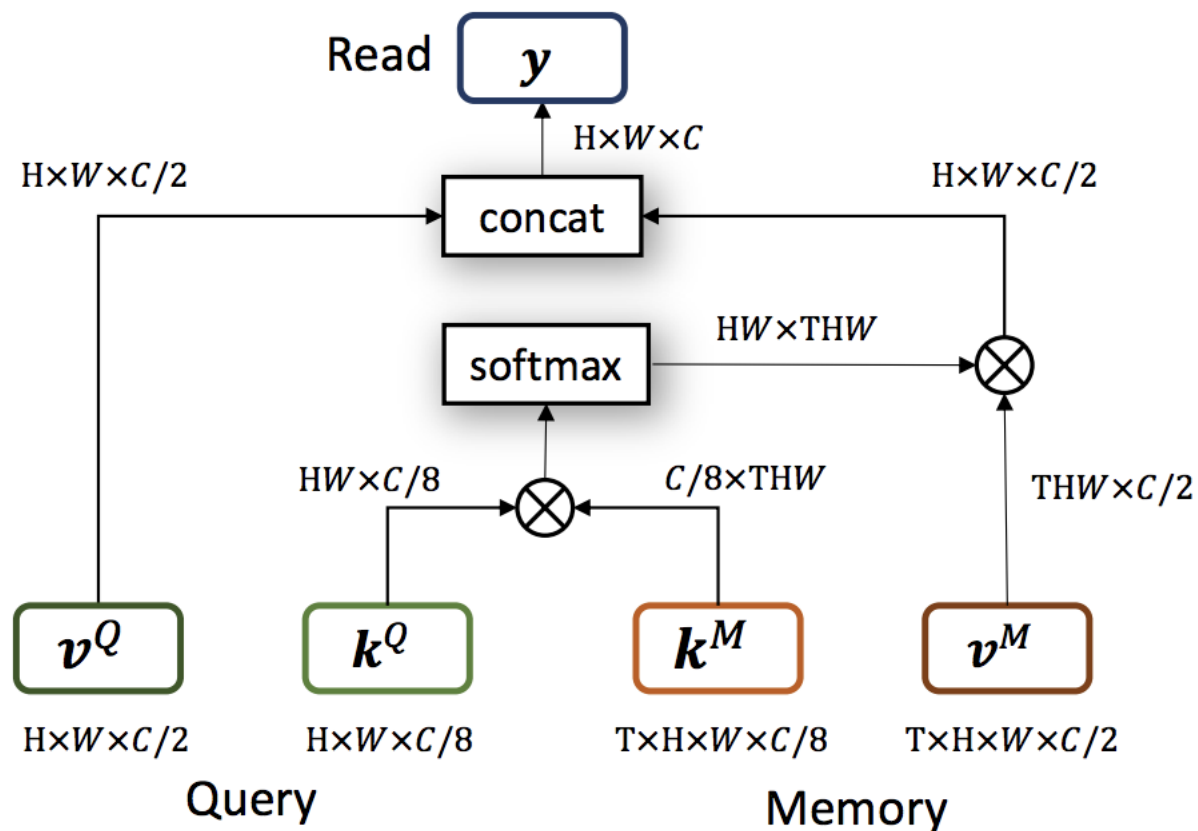 Read
y
H×W×C
H×W×C/2
H×W×C/2
concat
HW×THW
softmax
HW×C/8
C/8×THW
THW×C/2
v^Q
k^Q
k^M
v^M
H×W×C/2
H×W×C/8
T×H×W×C/8
T×H×W×C/2
Query
Memory